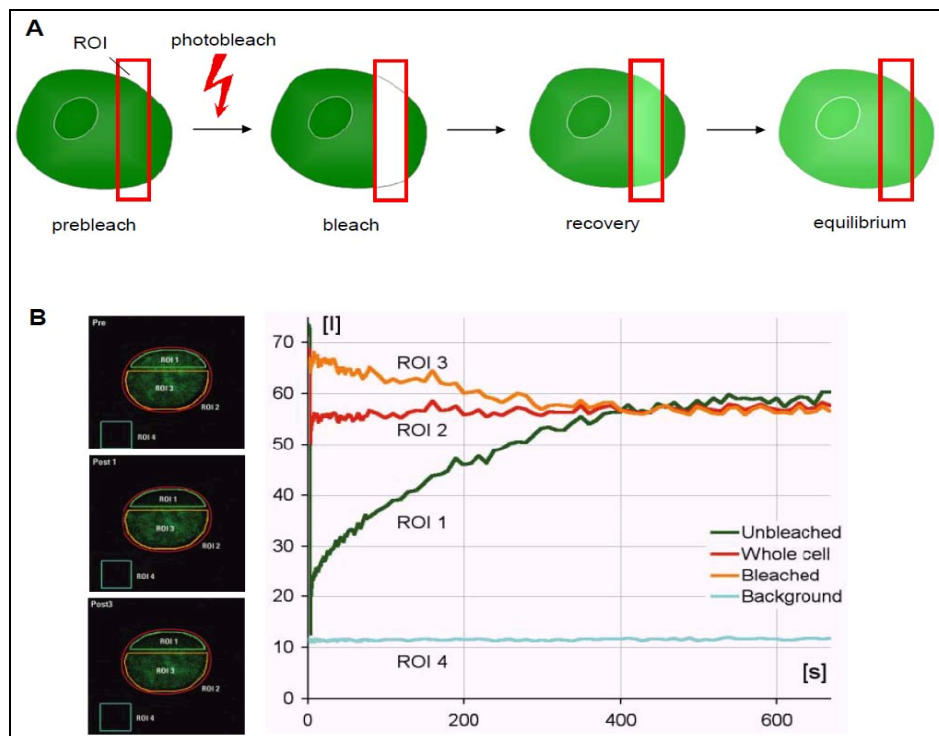 A
ROI
photobleach
prebleach
bleach
recovery
equilibrium
B
Pre
ROI 1
ROI 3
ROI 2
ROI 4
Post 1
ROI 1
ROI 3
ROI 2
ROI 4
Post3
ROI 1
ROI 3
ROI 2
ROI 4
[I]
70
60
50
40
30
20
10
0
ROI 3
ROI 2
ROI 1
ROI 4
Unbleached
Whole cell
Bleached
Background
[s]
0
200
400
600